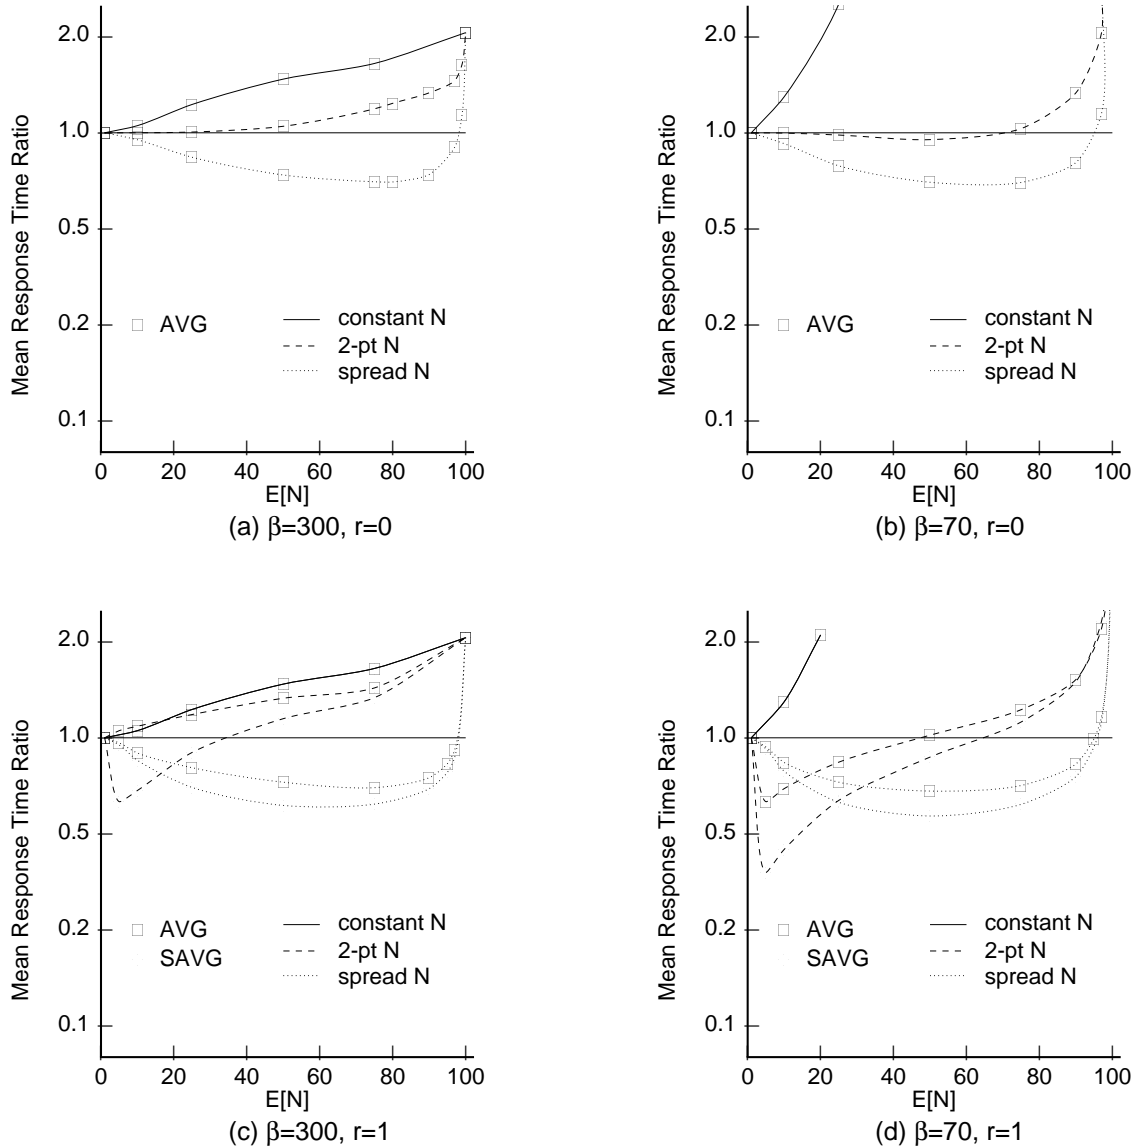 2.0
1.0
0.5
0.2
0.1
Mean Response Time Ratio
AVG
constant N
2-pt N
spread N
0 20 40 60 80 100
E[N]
(a) β=300, r=0
2.0
1.0
0.5
0.2
0.1
Mean Response Time Ratio
AVG
constant N
2-pt N
spread N
0 20 40 60 80 100
E[N]
(b) β=70, r=0
2.0
1.0
0.5
0.2
0.1
Mean Response Time Ratio
AVG
SAVG
constant N
2-pt N
spread N
0 20 40 60 80 100
E[N]
(c) β=300, r=1
2.0
1.0
0.5
0.2
0.1
Mean Response Time Ratio
AVG
SAVG
constant N
2-pt N
spread N
0 20 40 60 80 100
E[N]
(d) β=70, r=1